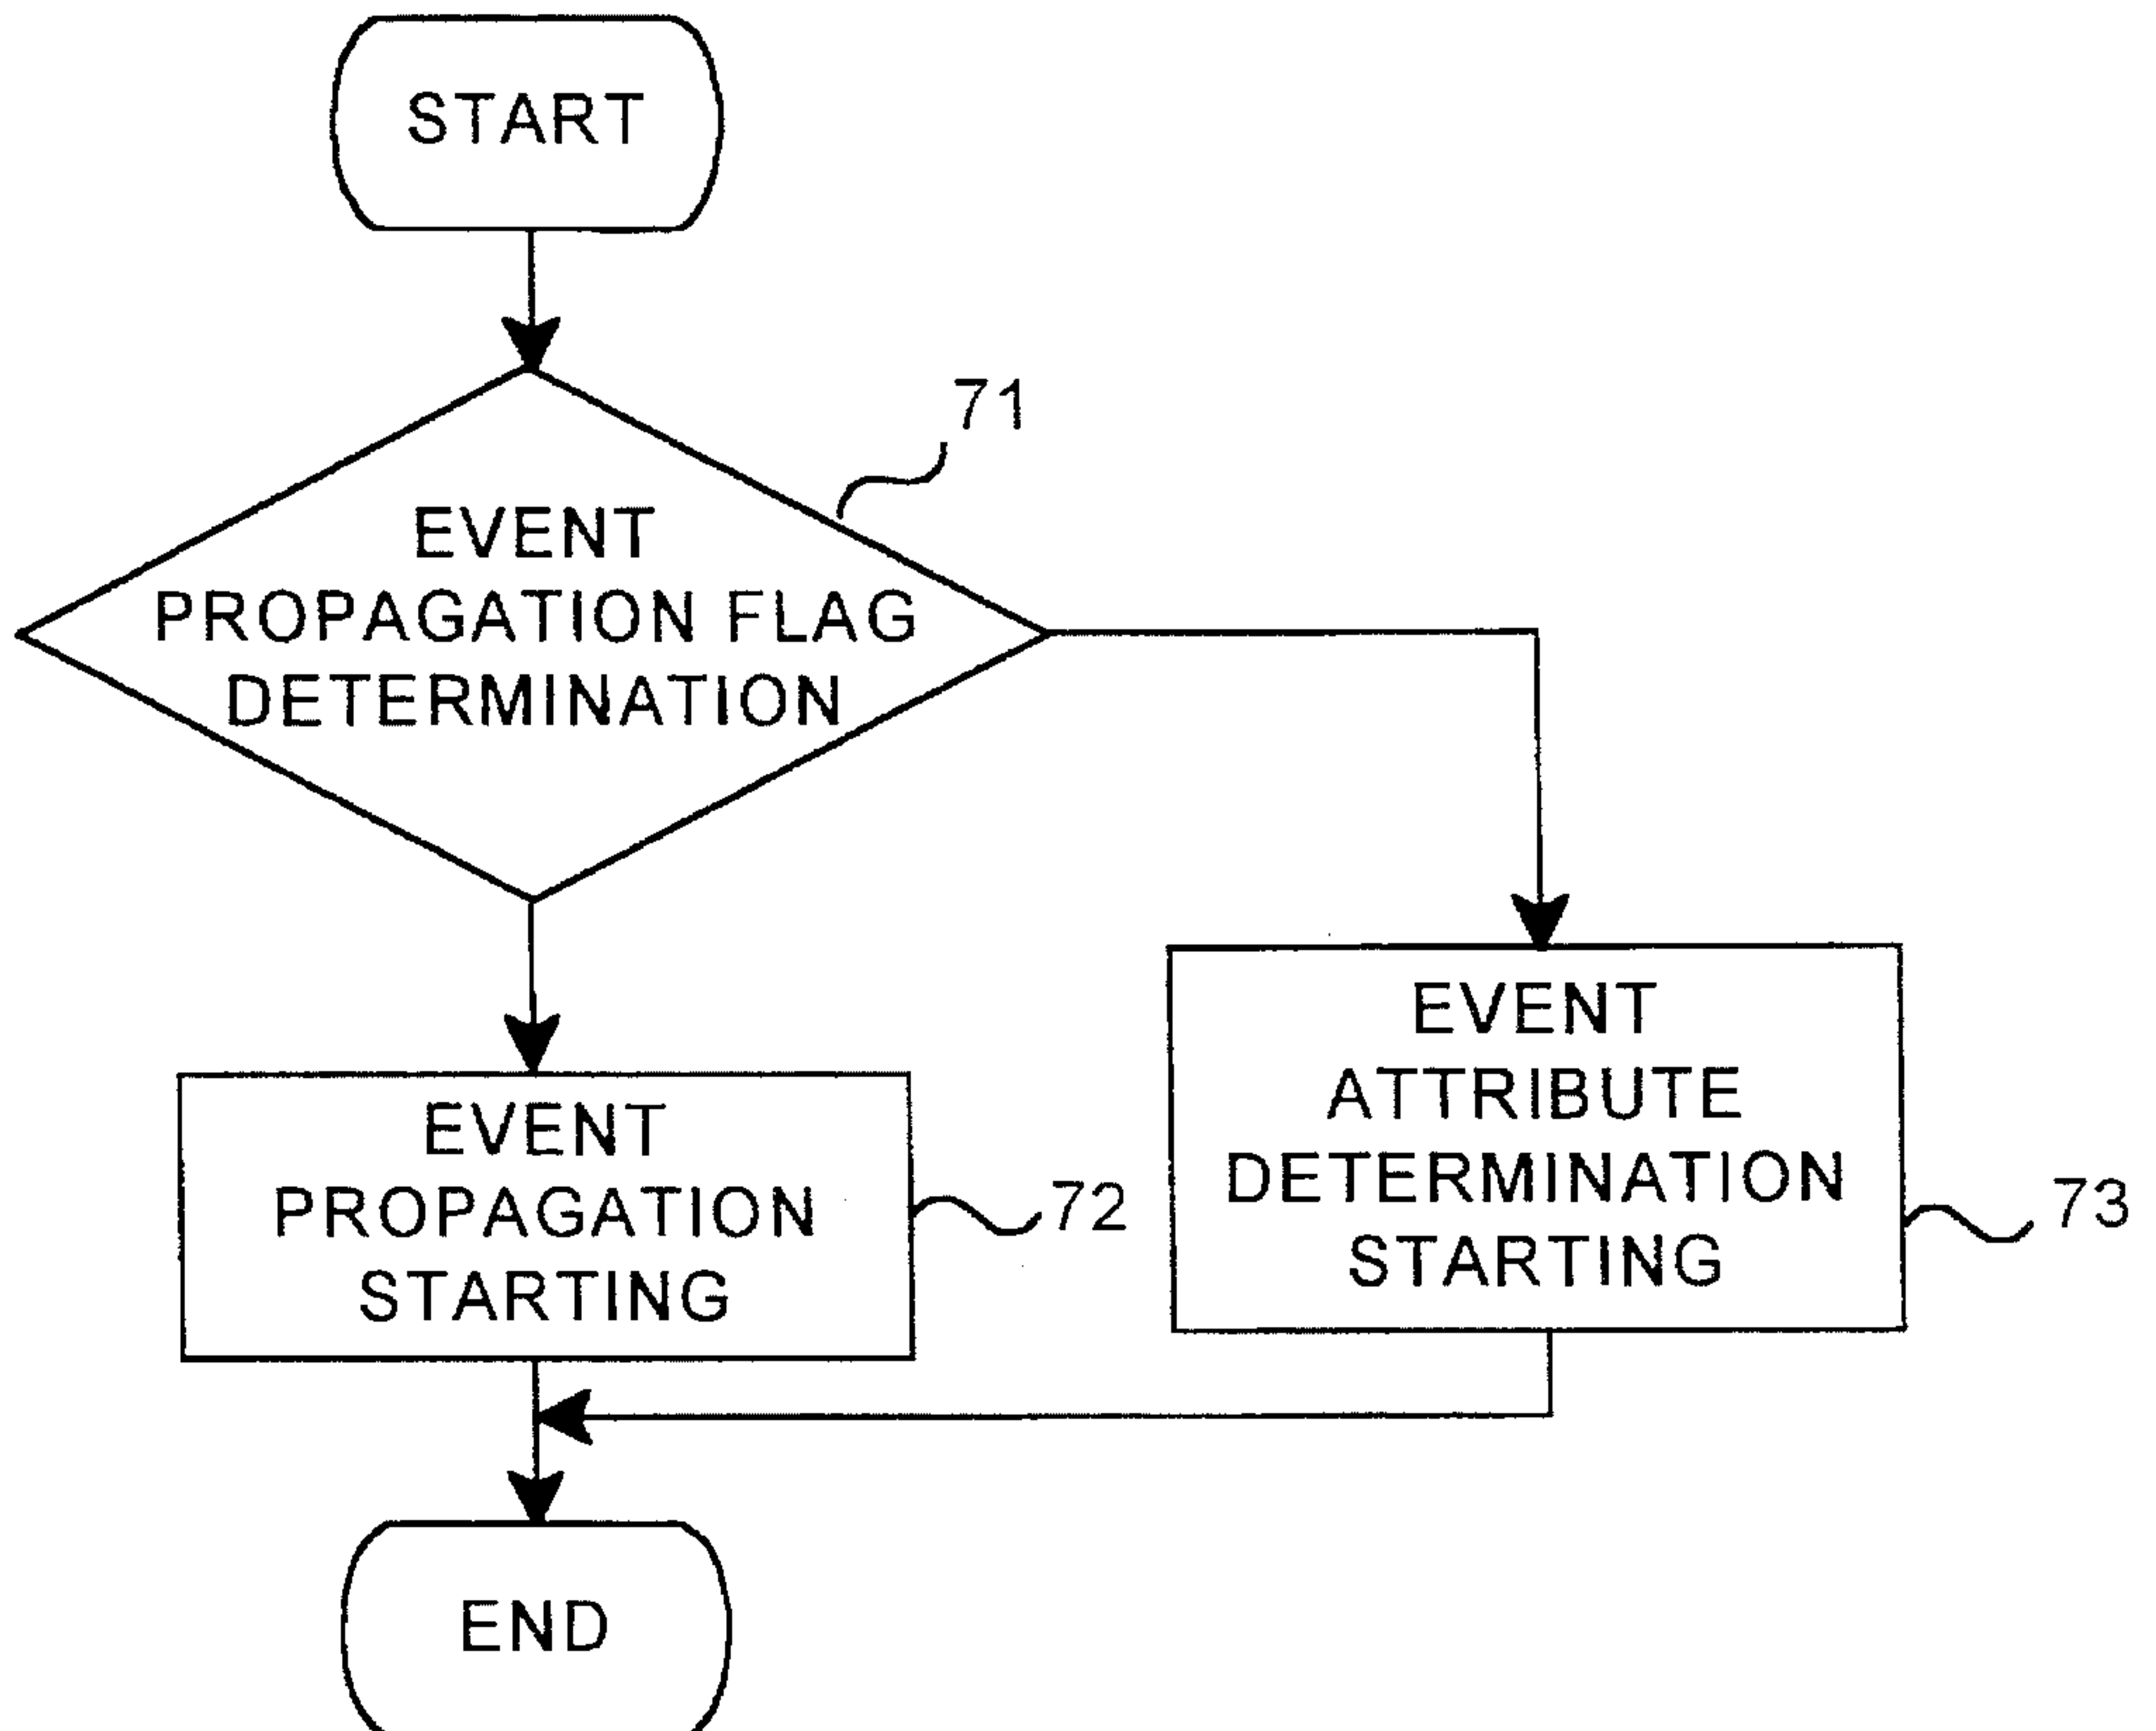 START
71
EVENT
PROPAGATION FLAG
DETERMINATION
EVENT
PROPAGATION
STARTING
72
EVENT
ATTRIBUTE
DETERMINATION
STARTING
73
END